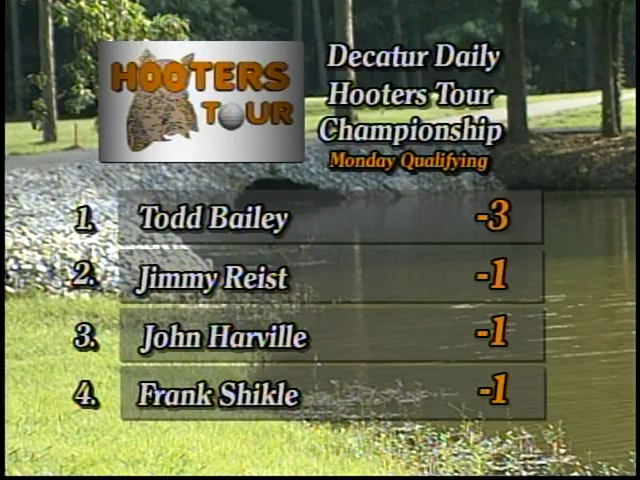 HOOTERS
TOUR
Decatur Daily
Hooters Tour
Championship
Monday Qualifying
1. Todd Bailey -3
2. Jimmy Reist -1
3. John Harville -1
4. Frank Shikle -1